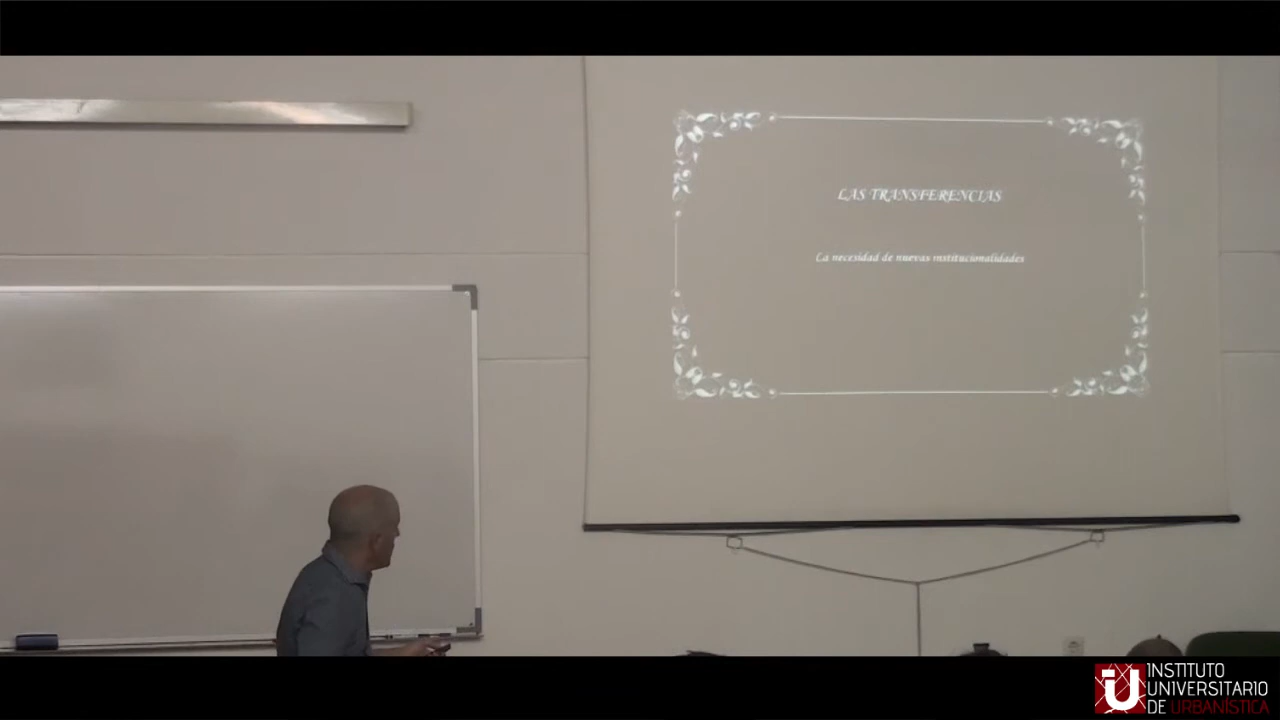 LAS TRANSFERENCIAS
La necesidad de nuevas institucionalidades
INSTITUTO
UNIVERSITARIO
DE URBANÍSTICA